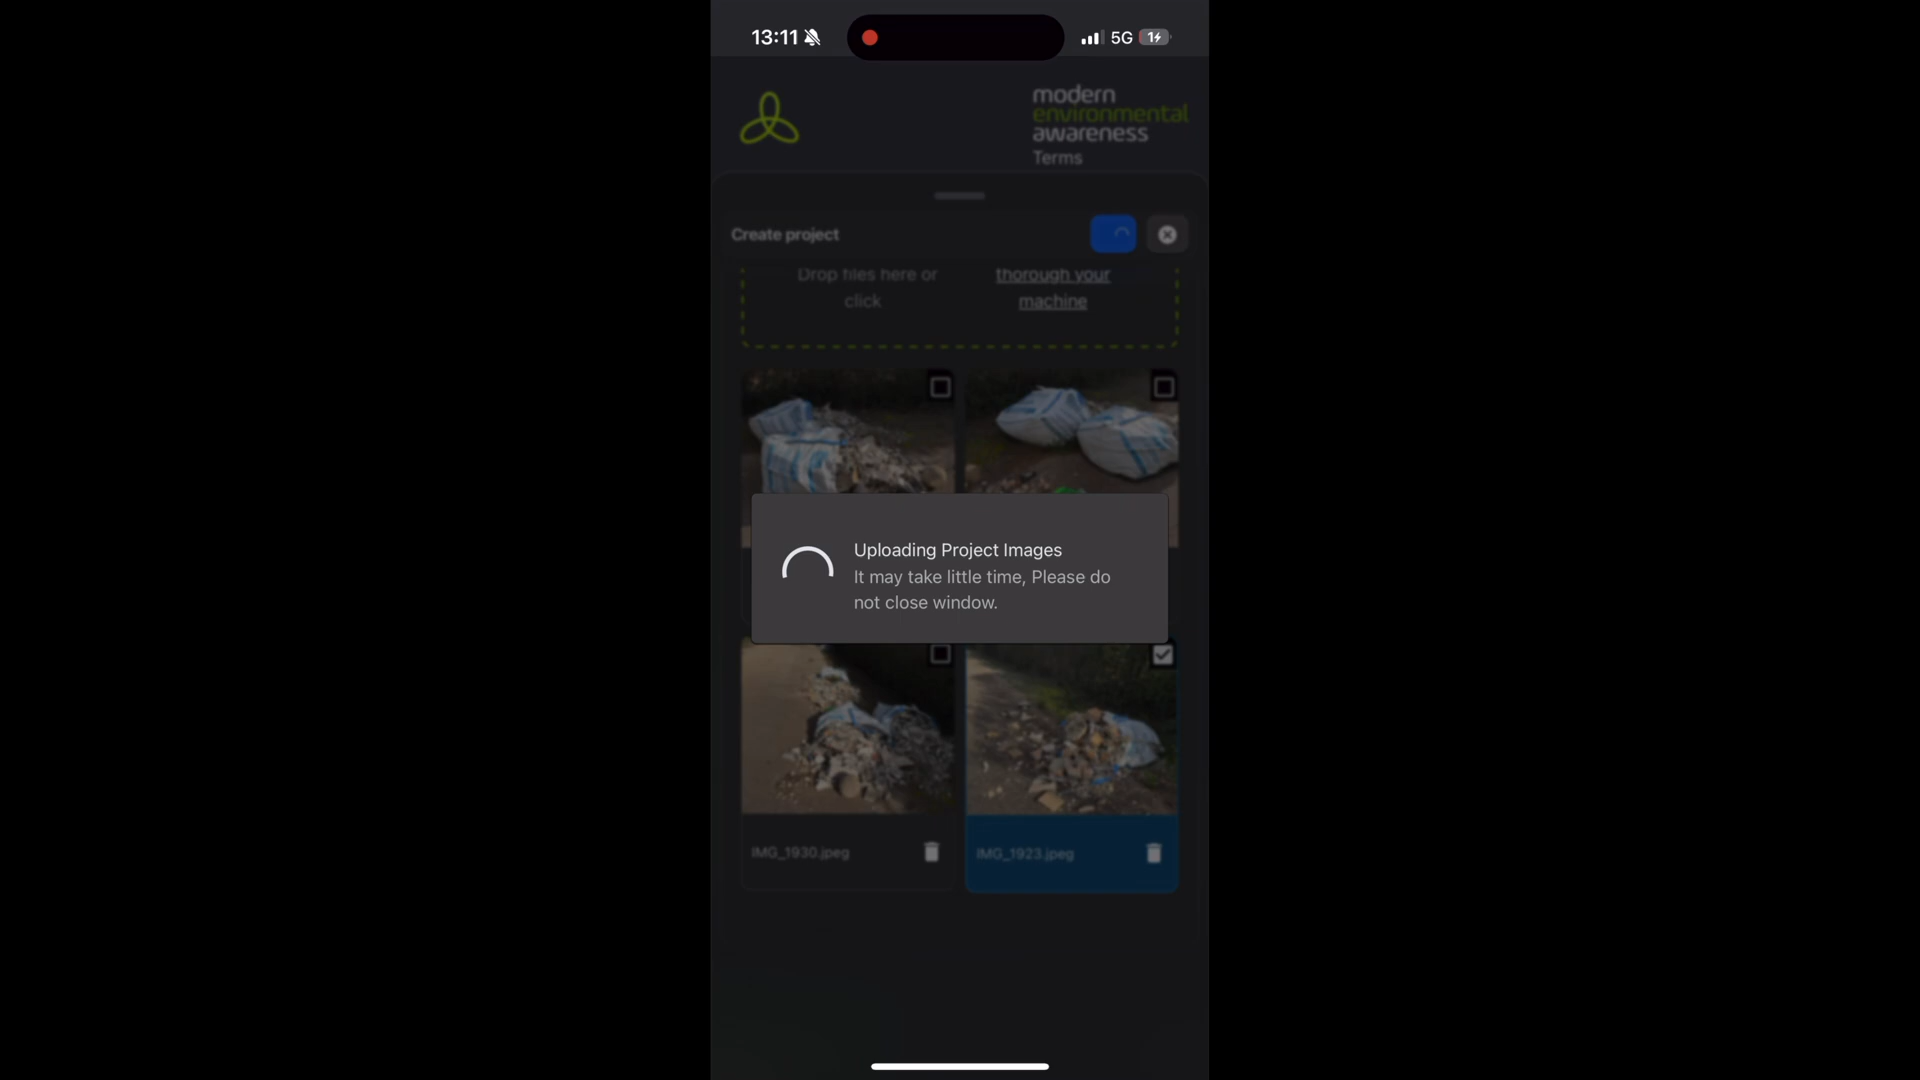 13:11
5G
1
modern
environmental
awareness
Terms
Create project
Drop files here or
click
thorough your
machine
Uploading Project Images
It may take little time, Please do
not close window.
IMG_1930.jpeg
IMG_1923.jpeg